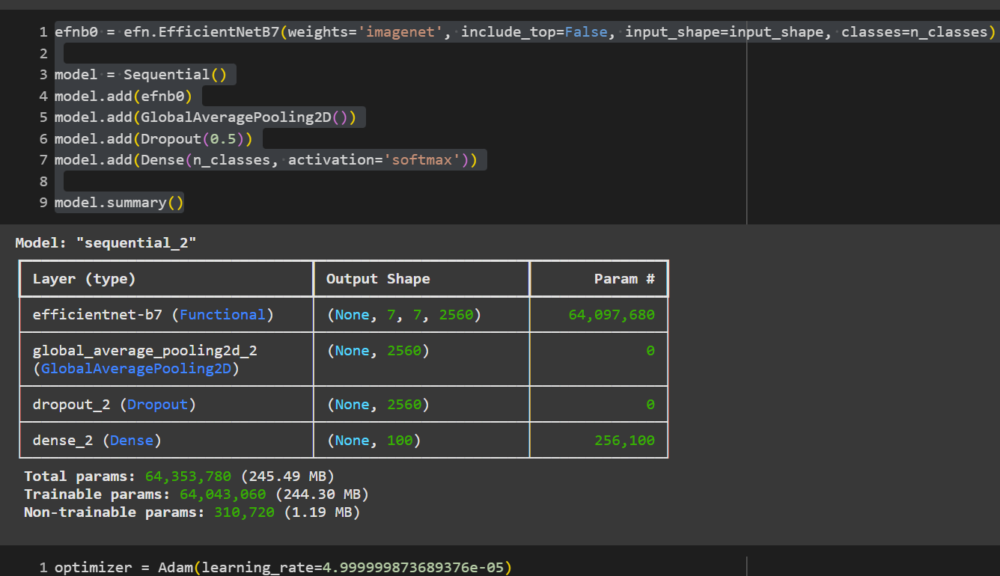 1 efnb0 = efn.EfficientNetB7(weights='imagenet', include_top=False, input_shape=input_shape, classes=n_classes)
2
3 model = Sequential()
4 model.add(efnb0)
5 model.add(GlobalAveragePooling2D())
6 model.add(Dropout(0.5))
7 model.add(Dense(n_classes, activation='softmax'))
8
9 model.summary()
Model: "sequential_2"
Layer (type) Output Shape Param #
efficientnet-b7 (Functional) (None, 7, 7, 2560) 64,097,680
global_average_pooling2d_2 (None, 2560) 0
(GlobalAveragePooling2D)
dropout_2 (Dropout) (None, 2560) 0
dense_2 (Dense) (None, 100) 256,100
Total params: 64,353,780 (245.49 MB)
Trainable params: 64,043,060 (244.30 MB)
Non-trainable params: 310,720 (1.19 MB)
1 optimizer = Adam(learning_rate=4.999999873689376e-05)